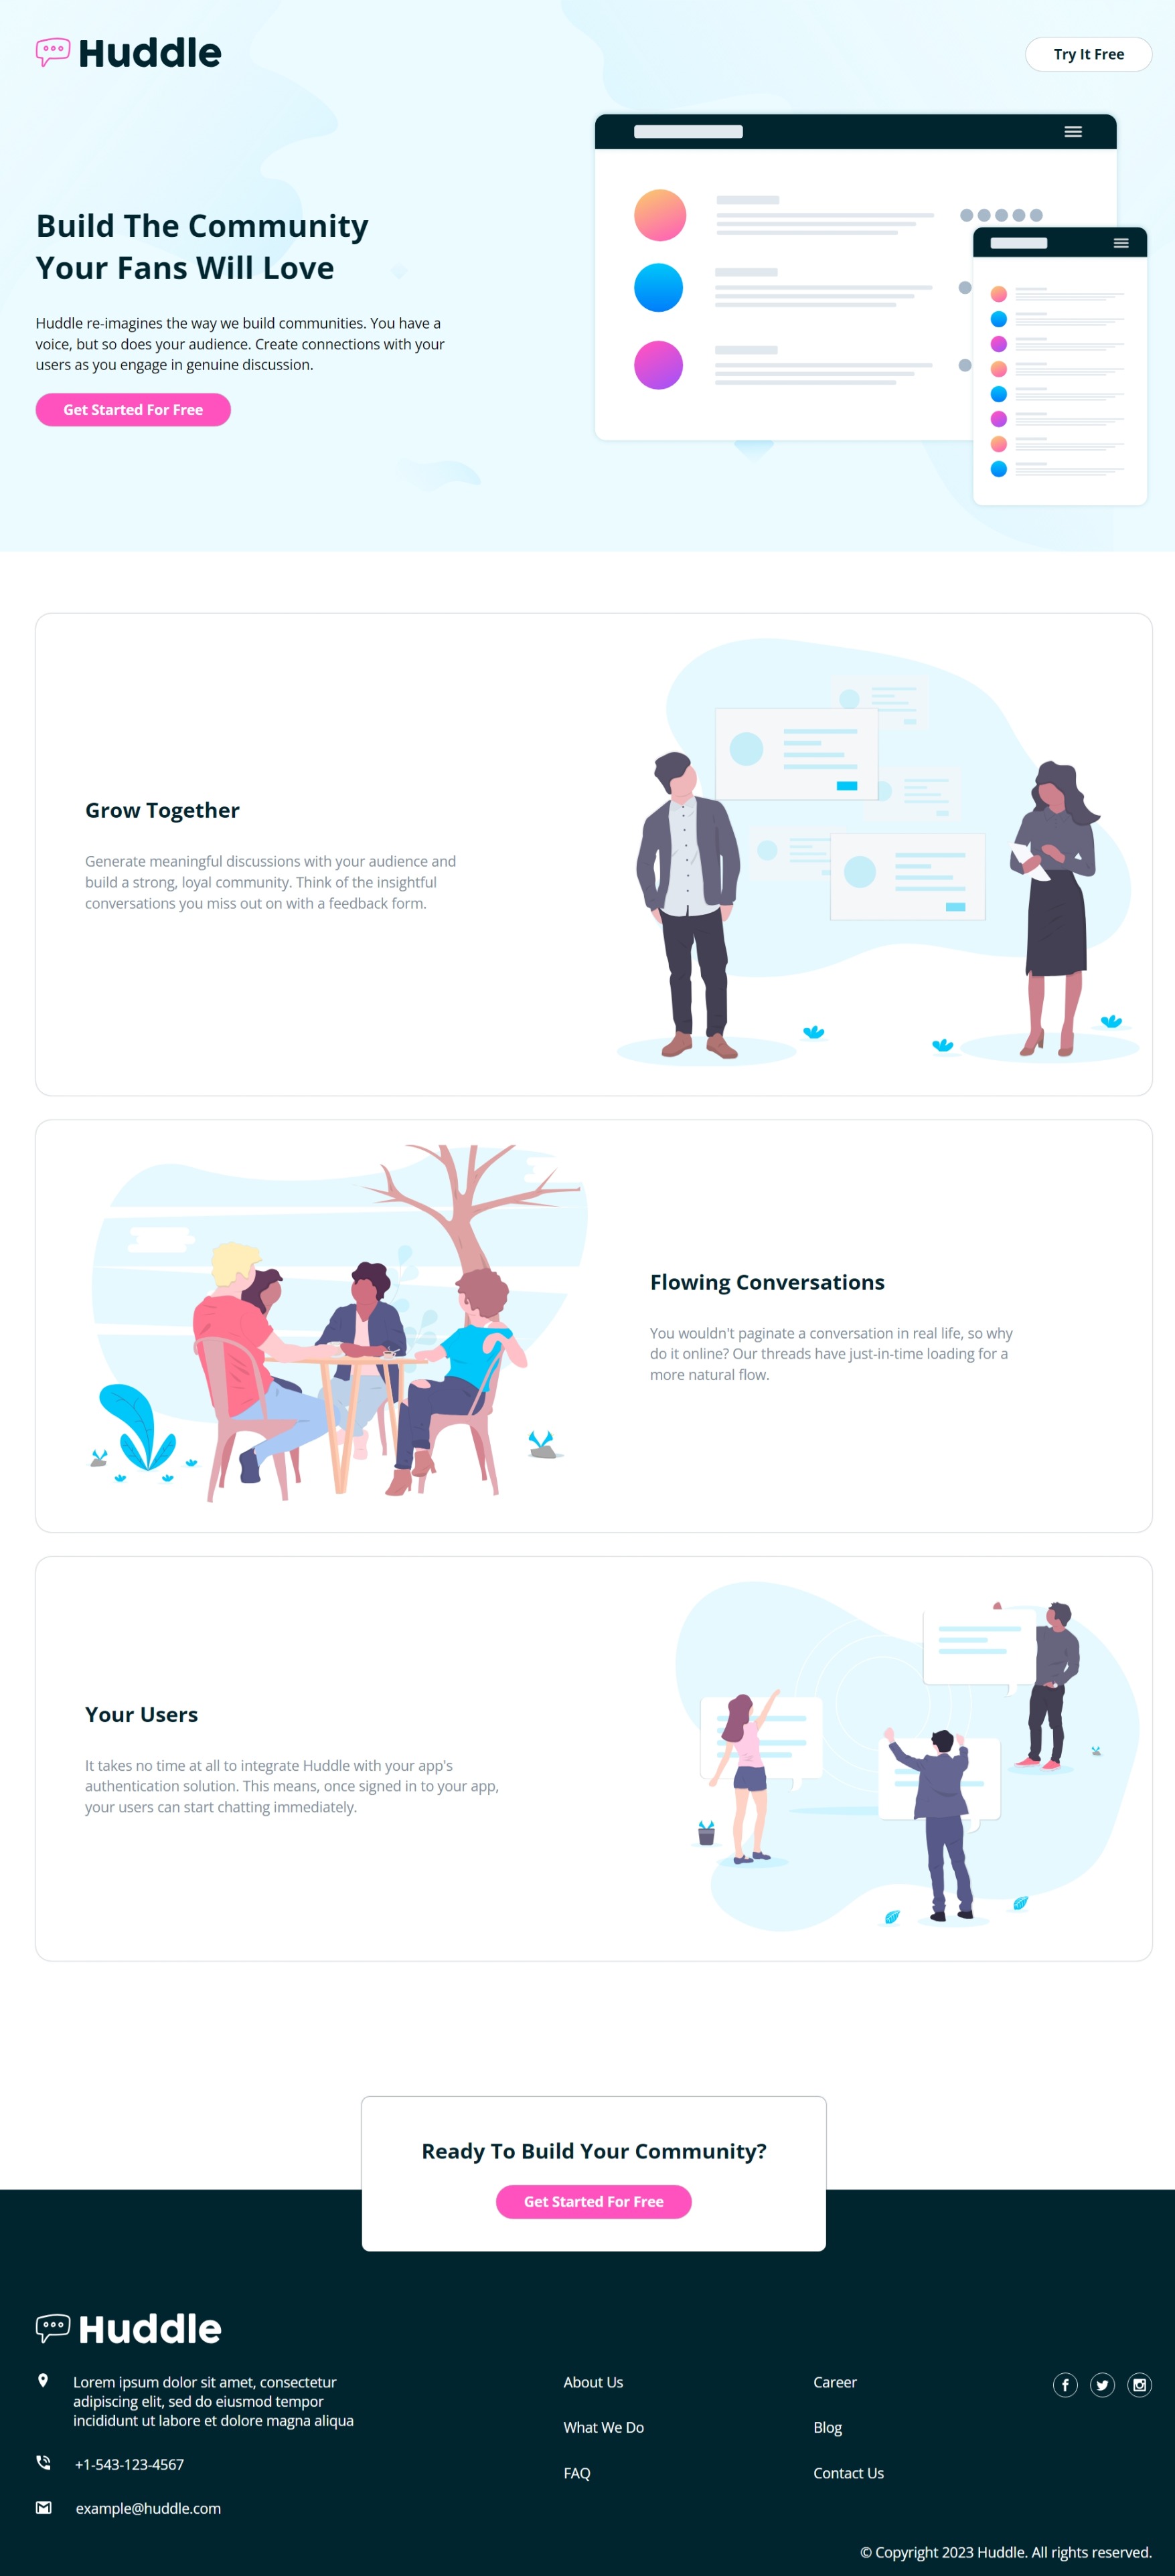 Huddle
Try It Free
Build The Community
Your Fans Will Love
Huddle re-imagines the way we build communities. You have a
voice, but so does your audience. Create connections with your
users as you engage in genuine discussion.
Get Started For Free
Grow Together
Generate meaningful discussions with your audience and
build a strong, loyal community. Think of the insightful
conversations you miss out on with a feedback form.
Flowing Conversations
You wouldn't paginate a conversation in real life, so why
do it online? Our threads have just-in-time loading for a
more natural flow.
Your Users
It takes no time at all to integrate Huddle with your app's
authentication solution. This means, once signed in to your app,
your users can start chatting immediately.
Ready To Build Your Community?
Get Started For Free
Huddle
Lorem ipsum dolor sit amet, consectetur
adipiscing elit, sed do eiusmod tempor
incididunt ut labore et dolore magna aliqua
+1-543-123-4567
example@huddle.com
About Us
What We Do
FAQ
Career
Blog
Contact Us
© Copyright 2023 Huddle. All rights reserved.